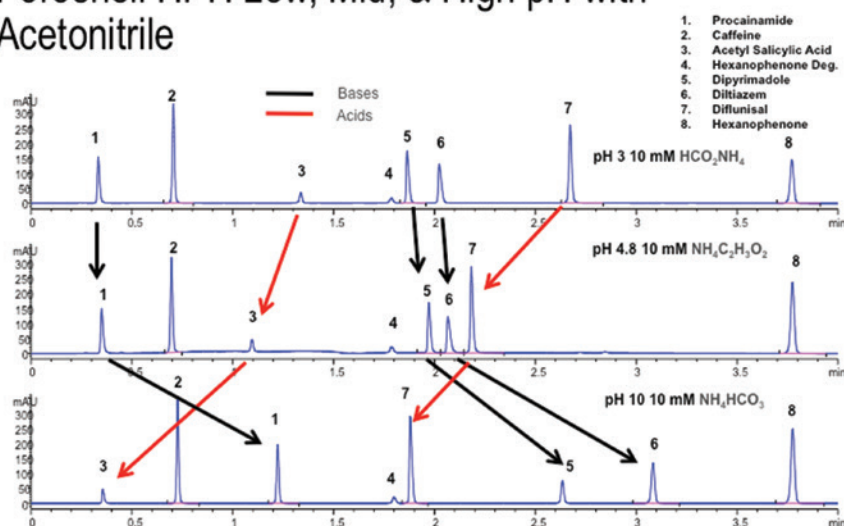 Acetonitrile
1. Procainamide
2. Caffeine
3. Acetyl Salicylic Acid
4. Hexanophenone Deg.
5. Dipyrimadole
6. Diltiazem
7. Diflunisal
8. Hexanophenone
Bases
Acids
mAU
300
250
200
150
100
50
0
1 2 3 4 5 6 7 8
pH 3 10 mM HCO₂NH₄
0 0.5 1 1.5 2 2.5 3 3.5 min
mAU
300
250
200
150
100
50
0
1 2 3 4 5 6 7 8
pH 4.8 10 mM NH₄C₂H₃O₂
0 0.5 1 1.5 2 2.5 3 3.5 min
mAU
300
250
200
150
100
50
0
3 2 1 4 7 5 6 8
pH 10 10 mM NH₄HCO₃
0 0.5 1 1.5 2 2.5 3 3.5 min